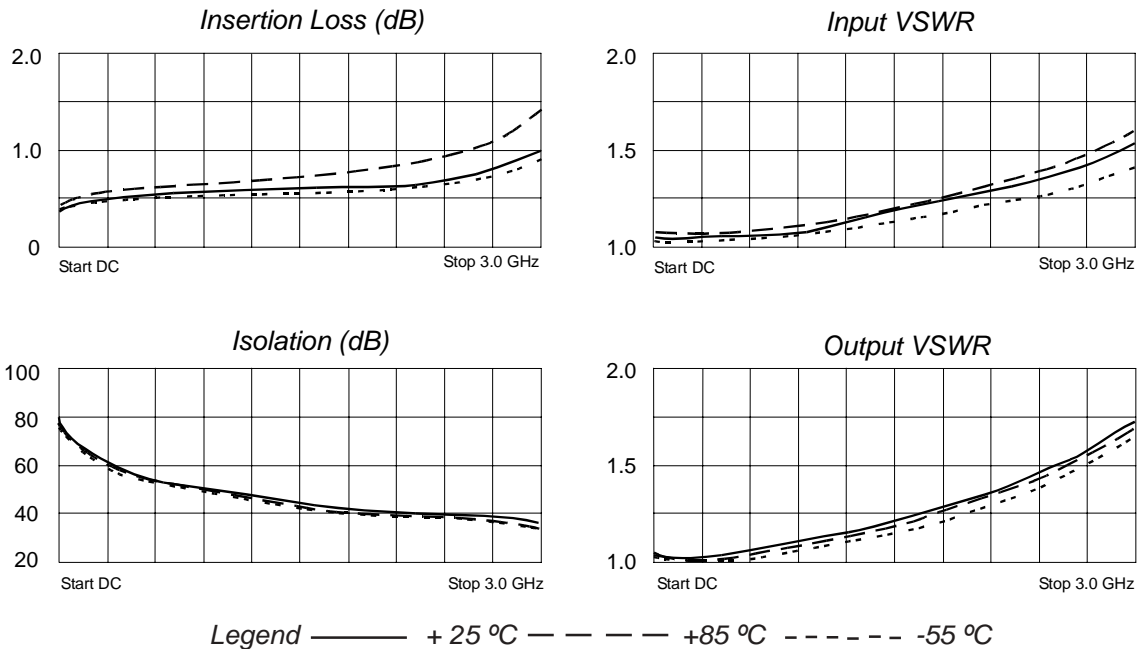 Insertion Loss (dB)
2.0
1.0
0
Start DC
Stop 3.0 GHz
Input VSWR
2.0
1.5
1.0
Start DC
Stop 3.0 GHz
Isolation (dB)
100
80
60
40
20
Start DC
Stop 3.0 GHz
Output VSWR
2.0
1.5
1.0
Start DC
Stop 3.0 GHz
Legend + 25 ºC +85 ºC -55 ºC